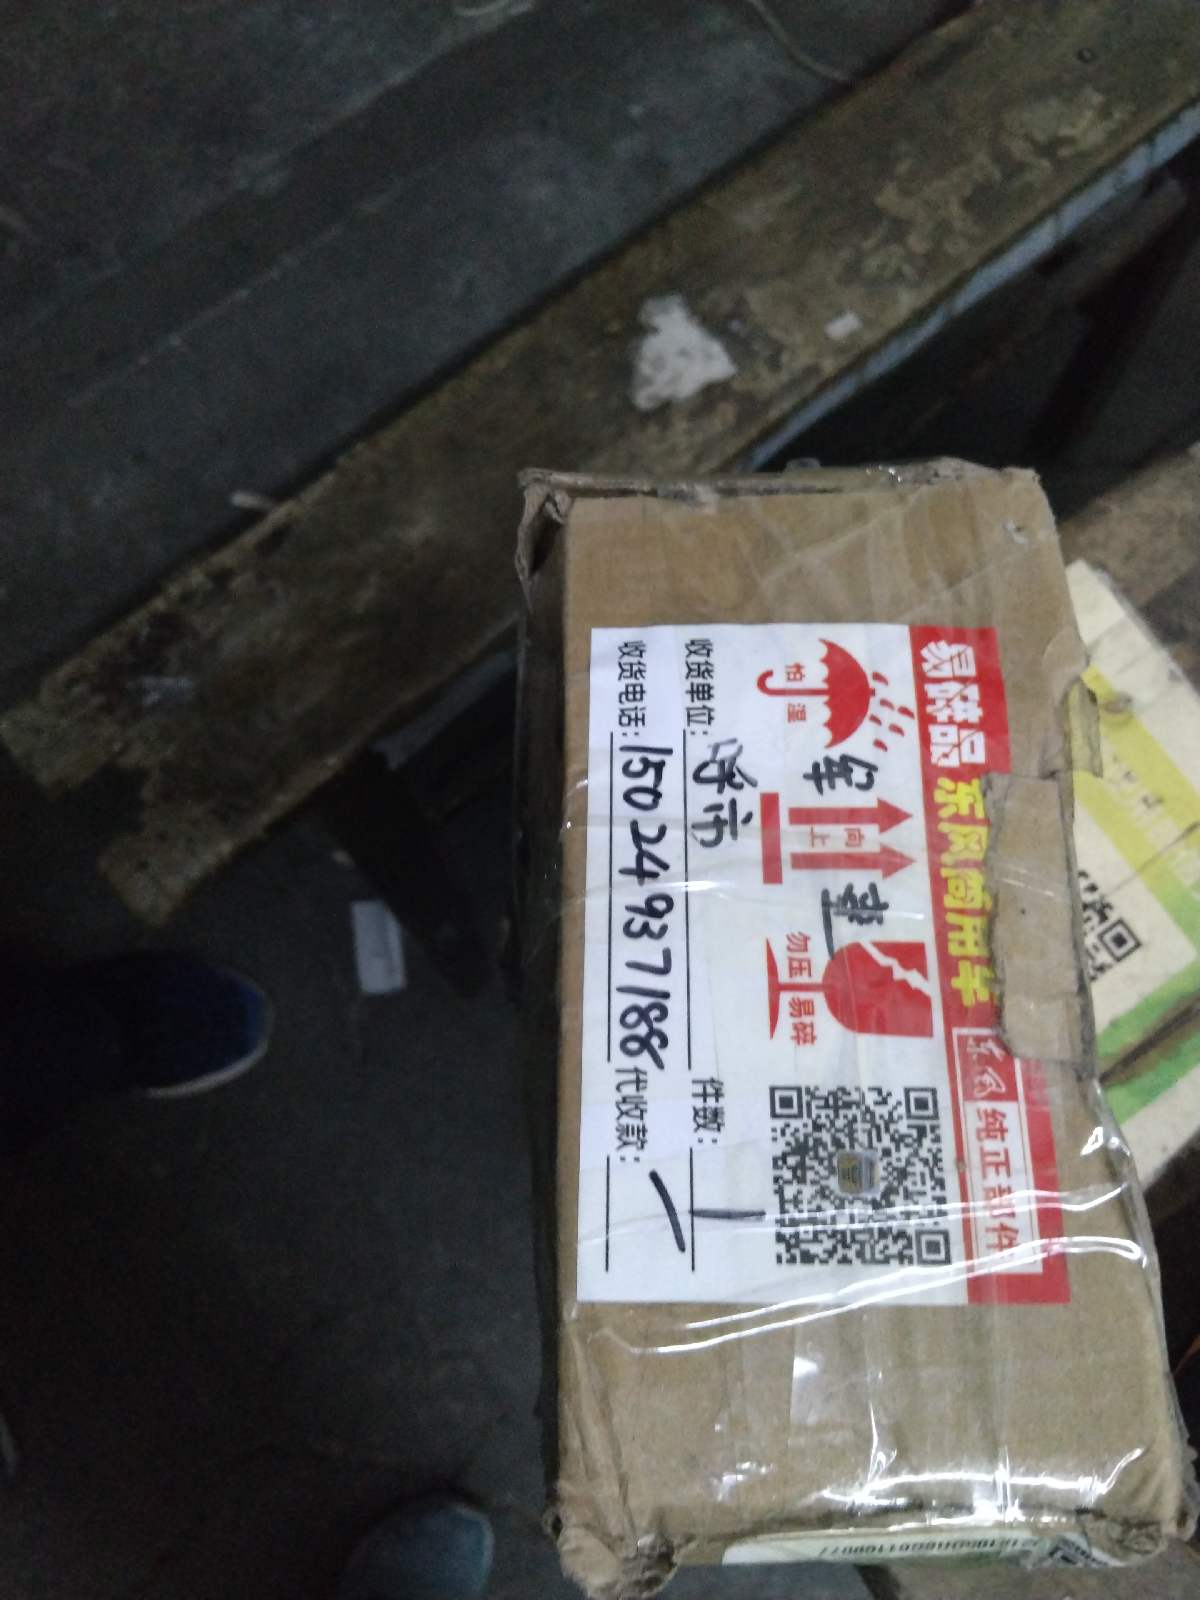 易碎品 东风商用车
东风 纯正部件
怕湿 向上 勿压易碎
军 車
收货单位： 件数：1
收货电话：15024937188 代收款：一